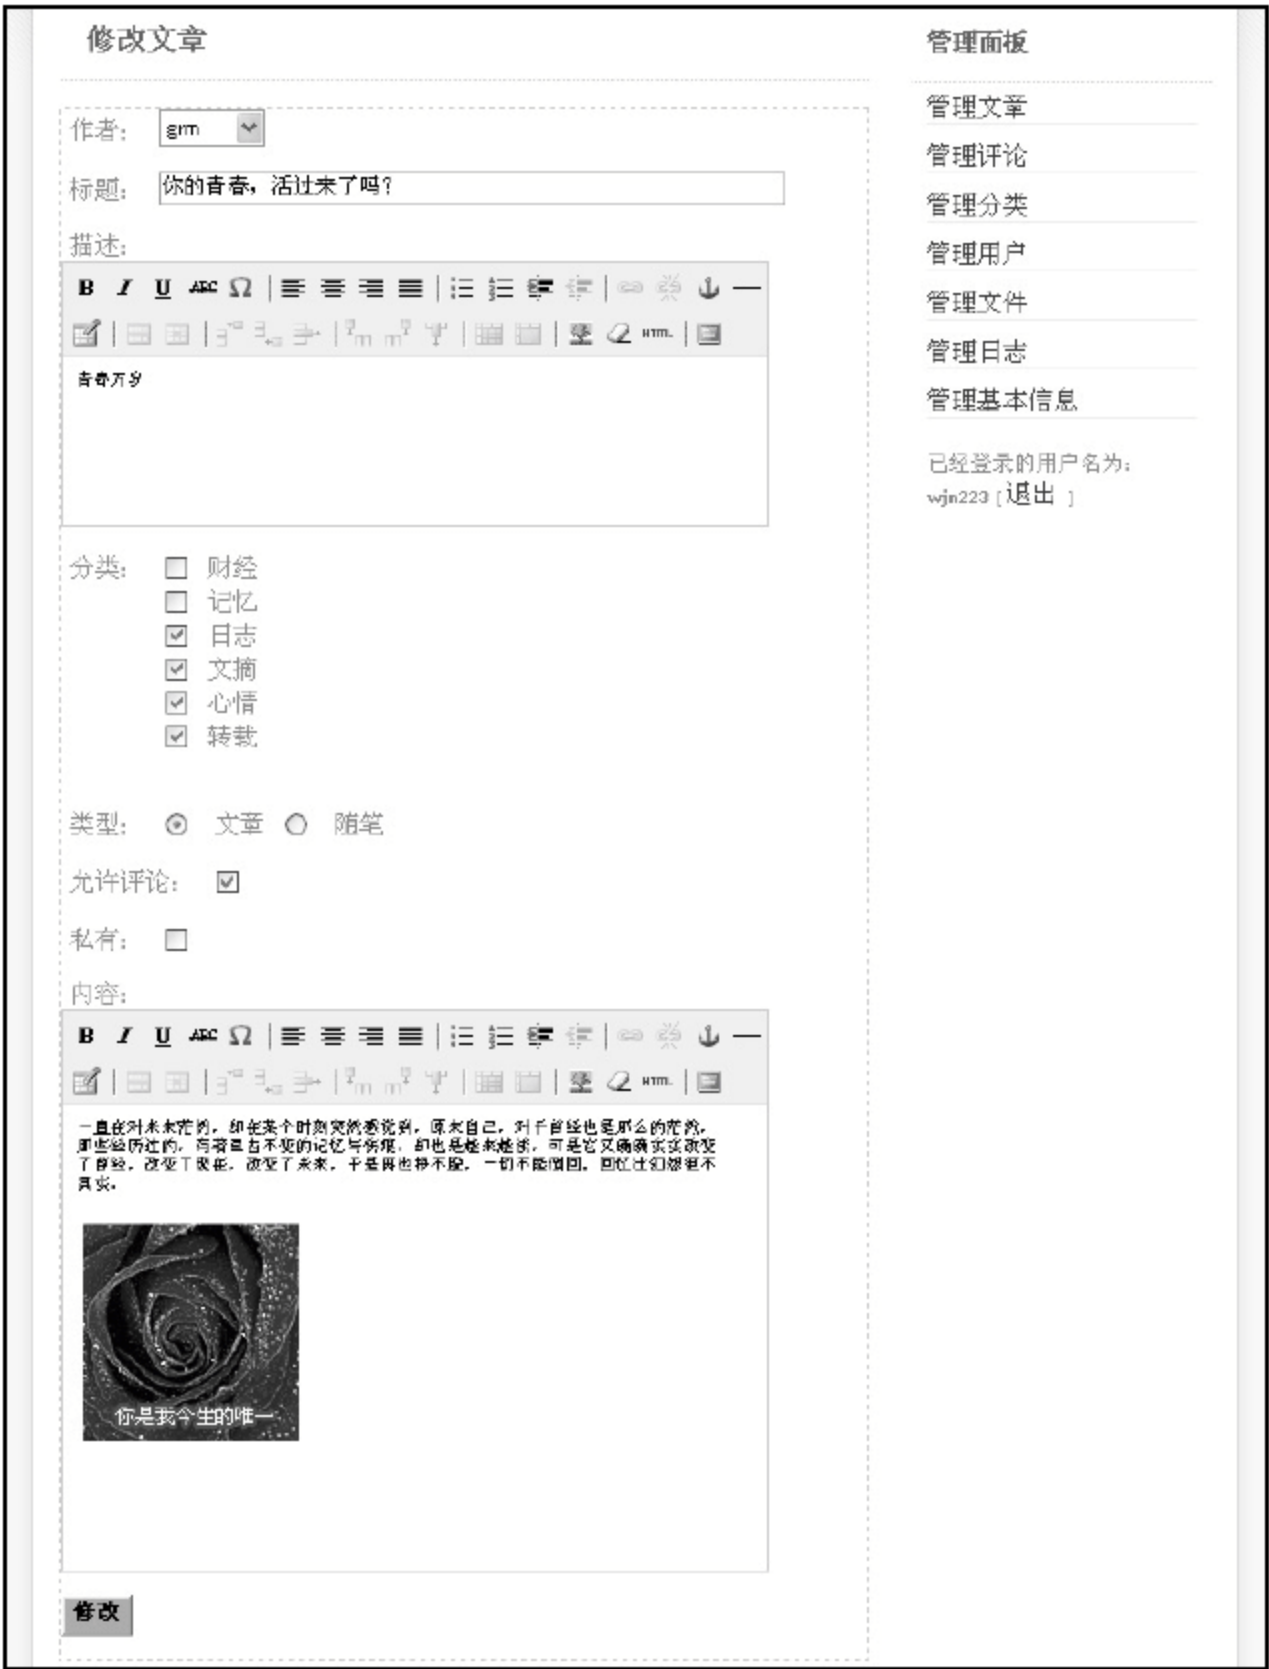 修改文章
作者：
grm
标题：
你的青春，活过来了吗？
描述：
B I U ABC Ω
HTML
青春万岁
分类：
财经
记忆
日志
文摘
心情
转载
类型：
文章
随笔
允许评论：
私有：
内容：
B I U ABC Ω
HTML
一直在对未来茫然，却在某个时刻突然感觉到，原来自己，对于曾经也是那么的茫然，
那些经历过的，有着亘古不变的记忆与伤痕，却也是越来越淡，可是它又确确实实改变
了曾经，改变了现在，改变了未来，于是再也挣不脱，一切不能倒回，回忆比幻想更不
真实。
你是我今生的唯一
修改
管理面板
管理文章
管理评论
管理分类
管理用户
管理文件
管理日志
管理基本信息
已经登录的用户名为：
wjn223 [ 退出 ]